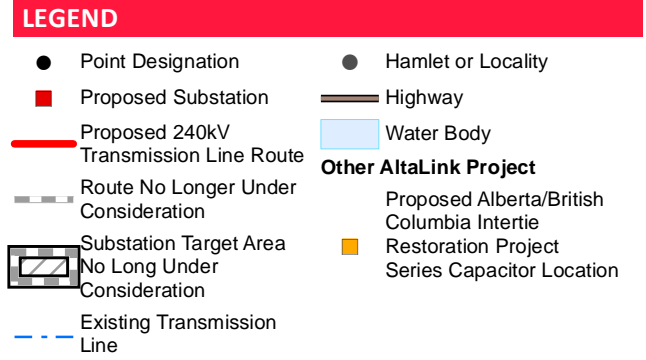 LEGEND
Point Designation
Proposed Substation
Proposed 240kV
Transmission Line Route
Route No Longer Under
Consideration
Substation Target Area
No Long Under
Consideration
Existing Transmission
Line
Hamlet or Locality
Highway
Water Body
Other AltaLink Project
Proposed Alberta/British
Columbia Intertie
Restoration Project
Series Capacitor Location